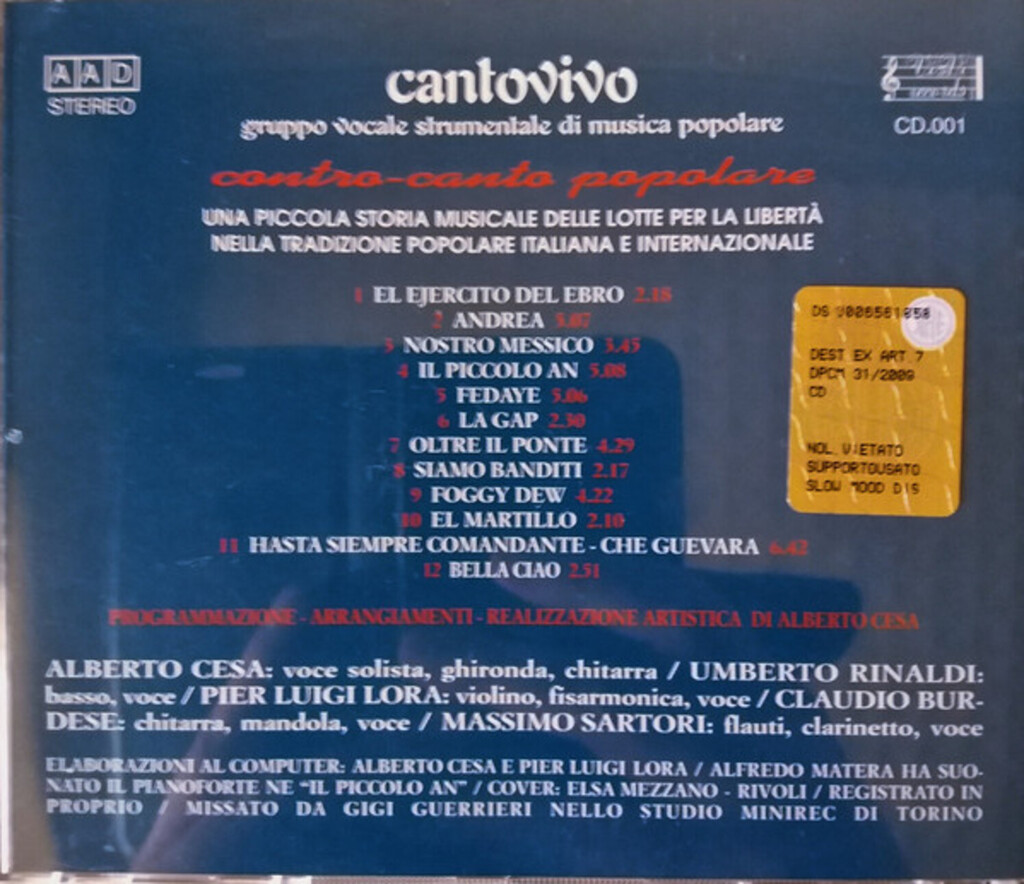 AAD
STEREO
cantovivo
gruppo vocale strumentale di musica popolare
records
CD.001
contro-canto popolare
UNA PICCOLA STORIA MUSICALE DELLE LOTTE PER LA LIBERTÀ
NELLA TRADIZIONE POPOLARE ITALIANA E INTERNAZIONALE
1 EL EJERCITO DEL EBRO 2.18
2 ANDREA 5.07
3 NOSTRO MESSICO 3.45
4 IL PICCOLO AN 5.08
5 FEDAYE 5.06
6 LA GAP 2.30
7 OLTRE IL PONTE 4.29
8 SIAMO BANDITI 2.17
9 FOGGY DEW 4.22
10 EL MARTILLO 2.10
11 HASTA SIEMPRE COMANDANTE - CHE GUEVARA 6.42
12 BELLA CIAO 2.51
DS V006561858
DEST EX ART.7
DPCM 31/2009
CD
NOL.VIETATO
SUPPORTOUSATO
SLOW MOOD DIS
PROGRAMMAZIONE - ARRANGIAMENTI - REALIZZAZIONE ARTISTICA DI ALBERTO CESA
ALBERTO CESA: voce solista, ghironda, chitarra / UMBERTO RINALDI:
basso, voce / PIER LUIGI LORA: violino, fisarmonica, voce / CLAUDIO BUR-
DESE: chitarra, mandola, voce / MASSIMO SARTORI: flauti, clarinetto, voce
ELABORAZIONI AL COMPUTER: ALBERTO CESA E PIER LUIGI LORA / ALFREDO MATERA HA SUO-
NATO IL PIANOFORTE NE "IL PICCOLO AN" / COVER: ELSA MEZZANO - RIVOLI / REGISTRATO IN
PROPRIO / MISSATO DA GIGI GUERRIERI NELLO STUDIO MINIREC DI TORINO